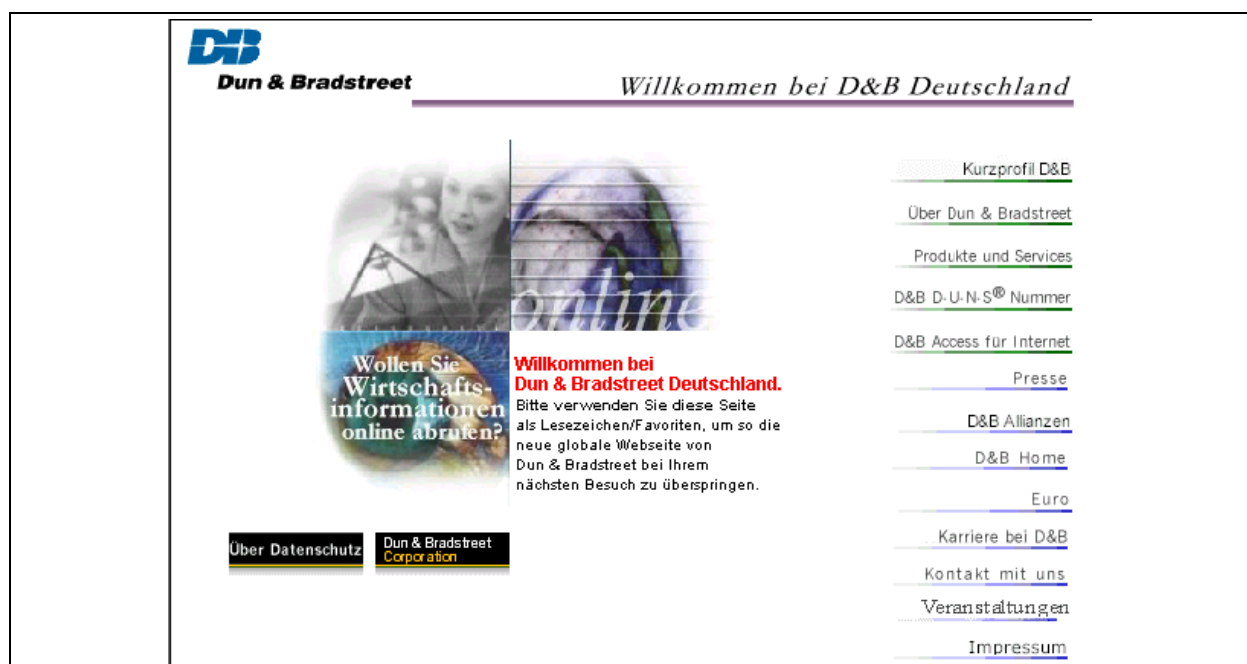 DB
Dun & Bradstreet
Willkommen bei D&B Deutschland
online
Wollen Sie
Wirtschafts-
informationen
online abrufen?
Willkommen bei
Dun & Bradstreet Deutschland.
Bitte verwenden Sie diese Seite
als Lesezeichen/Favoriten, um so die
neue globale Webseite von
Dun & Bradstreet bei Ihrem
nächsten Besuch zu überspringen.
Über Datenschutz
Dun & Bradstreet
Corporation
Kurzprofil D&B
Über Dun & Bradstreet
Produkte und Services
D&B D-U-N-S® Nummer
D&B Access für Internet
Presse
D&B Allianzen
D&B Home
Euro
Karriere bei D&B
Kontakt mit uns
Veranstaltungen
Impressum